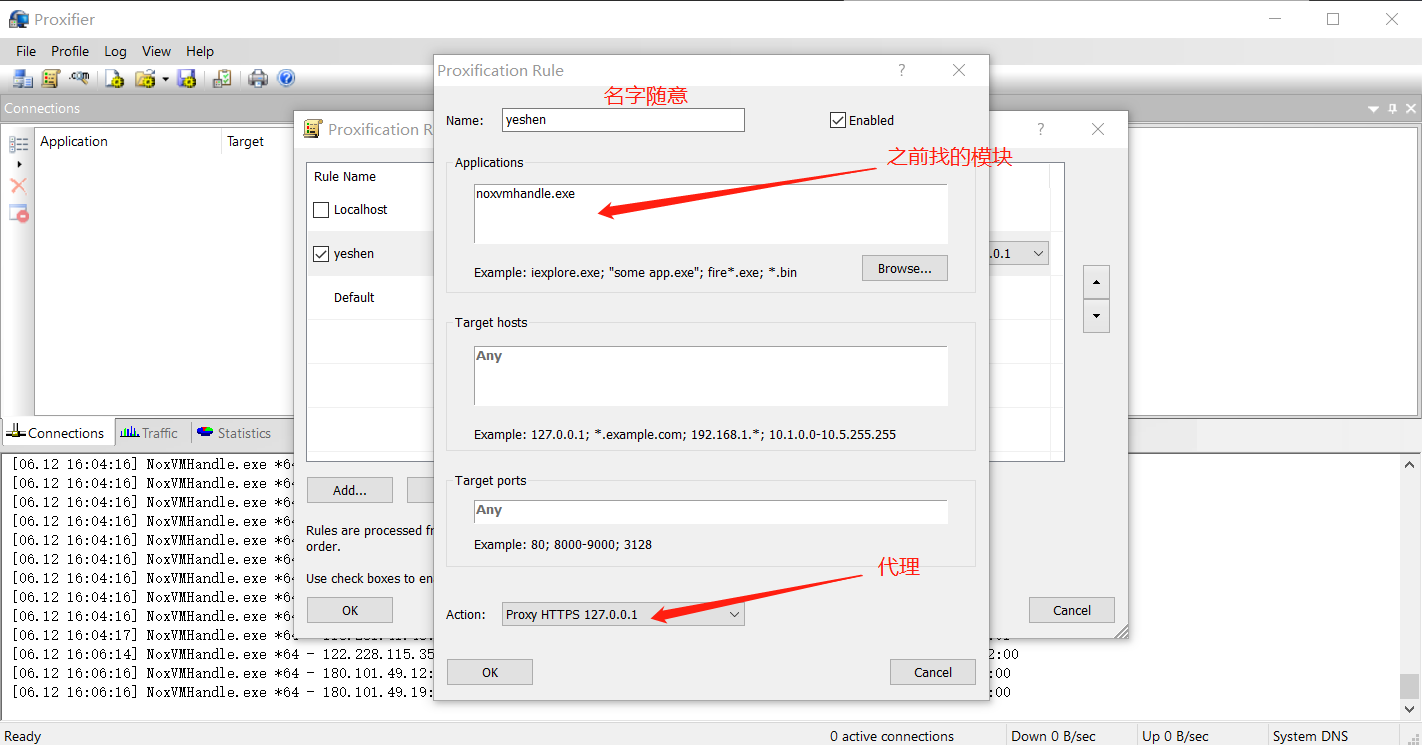 Proxifier
File Profile Log View Help
Connections
Application Target
Proxification R
Rule Name
Localhost
yeshen
.0.1
Default
Add...
Rules are processed fr
order.
Use check boxes to en
OK
Cancel
Proxification Rule
名字随意
Name: yeshen
Enabled
之前找的模块
Applications
noxvmhandle.exe
Example: iexplore.exe; "some app.exe"; fire*.exe; *.bin
Browse...
Target hosts
Any
Example: 127.0.0.1; *.example.com; 192.168.1.*; 10.1.0.0-10.5.255.255
Target ports
Any
Example: 80; 8000-9000; 3128
代理
Action: Proxy HTTPS 127.0.0.1
OK
Cancel
Connections Traffic Statistics
[06.12 16:04:16] NoxVMHandle.exe *64
[06.12 16:04:16] NoxVMHandle.exe *64
[06.12 16:04:16] NoxVMHandle.exe *64
[06.12 16:04:16] NoxVMHandle.exe *64
[06.12 16:04:16] NoxVMHandle.exe *64
[06.12 16:04:16] NoxVMHandle.exe *64
[06.12 16:04:16] NoxVMHandle.exe *64
[06.12 16:04:16] NoxVMHandle.exe *64
[06.12 16:04:16] NoxVMHandle.exe *64
[06.12 16:04:17] NoxVMHandle.exe *64 -
[06.12 16:06:14] NoxVMHandle.exe *64 - 122.228.115.35 2:00
[06.12 16:06:16] NoxVMHandle.exe *64 - 180.101.49.12: :00
[06.12 16:06:16] NoxVMHandle.exe *64 - 180.101.49.19: :00
Ready
0 active connections
Down 0 B/sec
Up 0 B/sec
System DNS